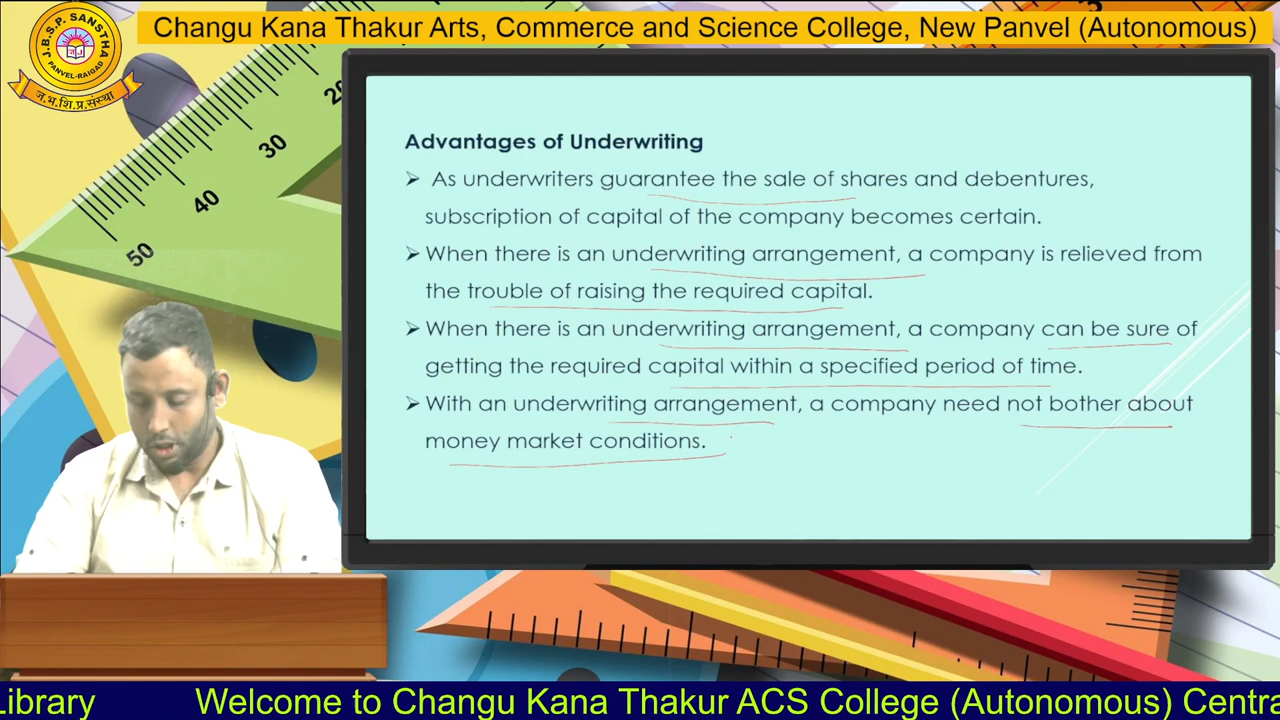 Changu Kana Thakur Arts, Commerce and Science College, New Panvel (Autonomous)
J.B.S.P. SANSTHA
PANVEL-RAIGAD
ज.भ.शि.प्र.संस्था
30
40
50
Advantages of Underwriting
➢ As underwriters guarantee the sale of shares and debentures,
subscription of capital of the company becomes certain.
➢ When there is an underwriting arrangement, a company is relieved from
the trouble of raising the required capital.
➢ When there is an underwriting arrangement, a company can be sure of
getting the required capital within a specified period of time.
➢ With an underwriting arrangement, a company need not bother about
money market conditions.
Library Welcome to Changu Kana Thakur ACS College (Autonomous) Centra